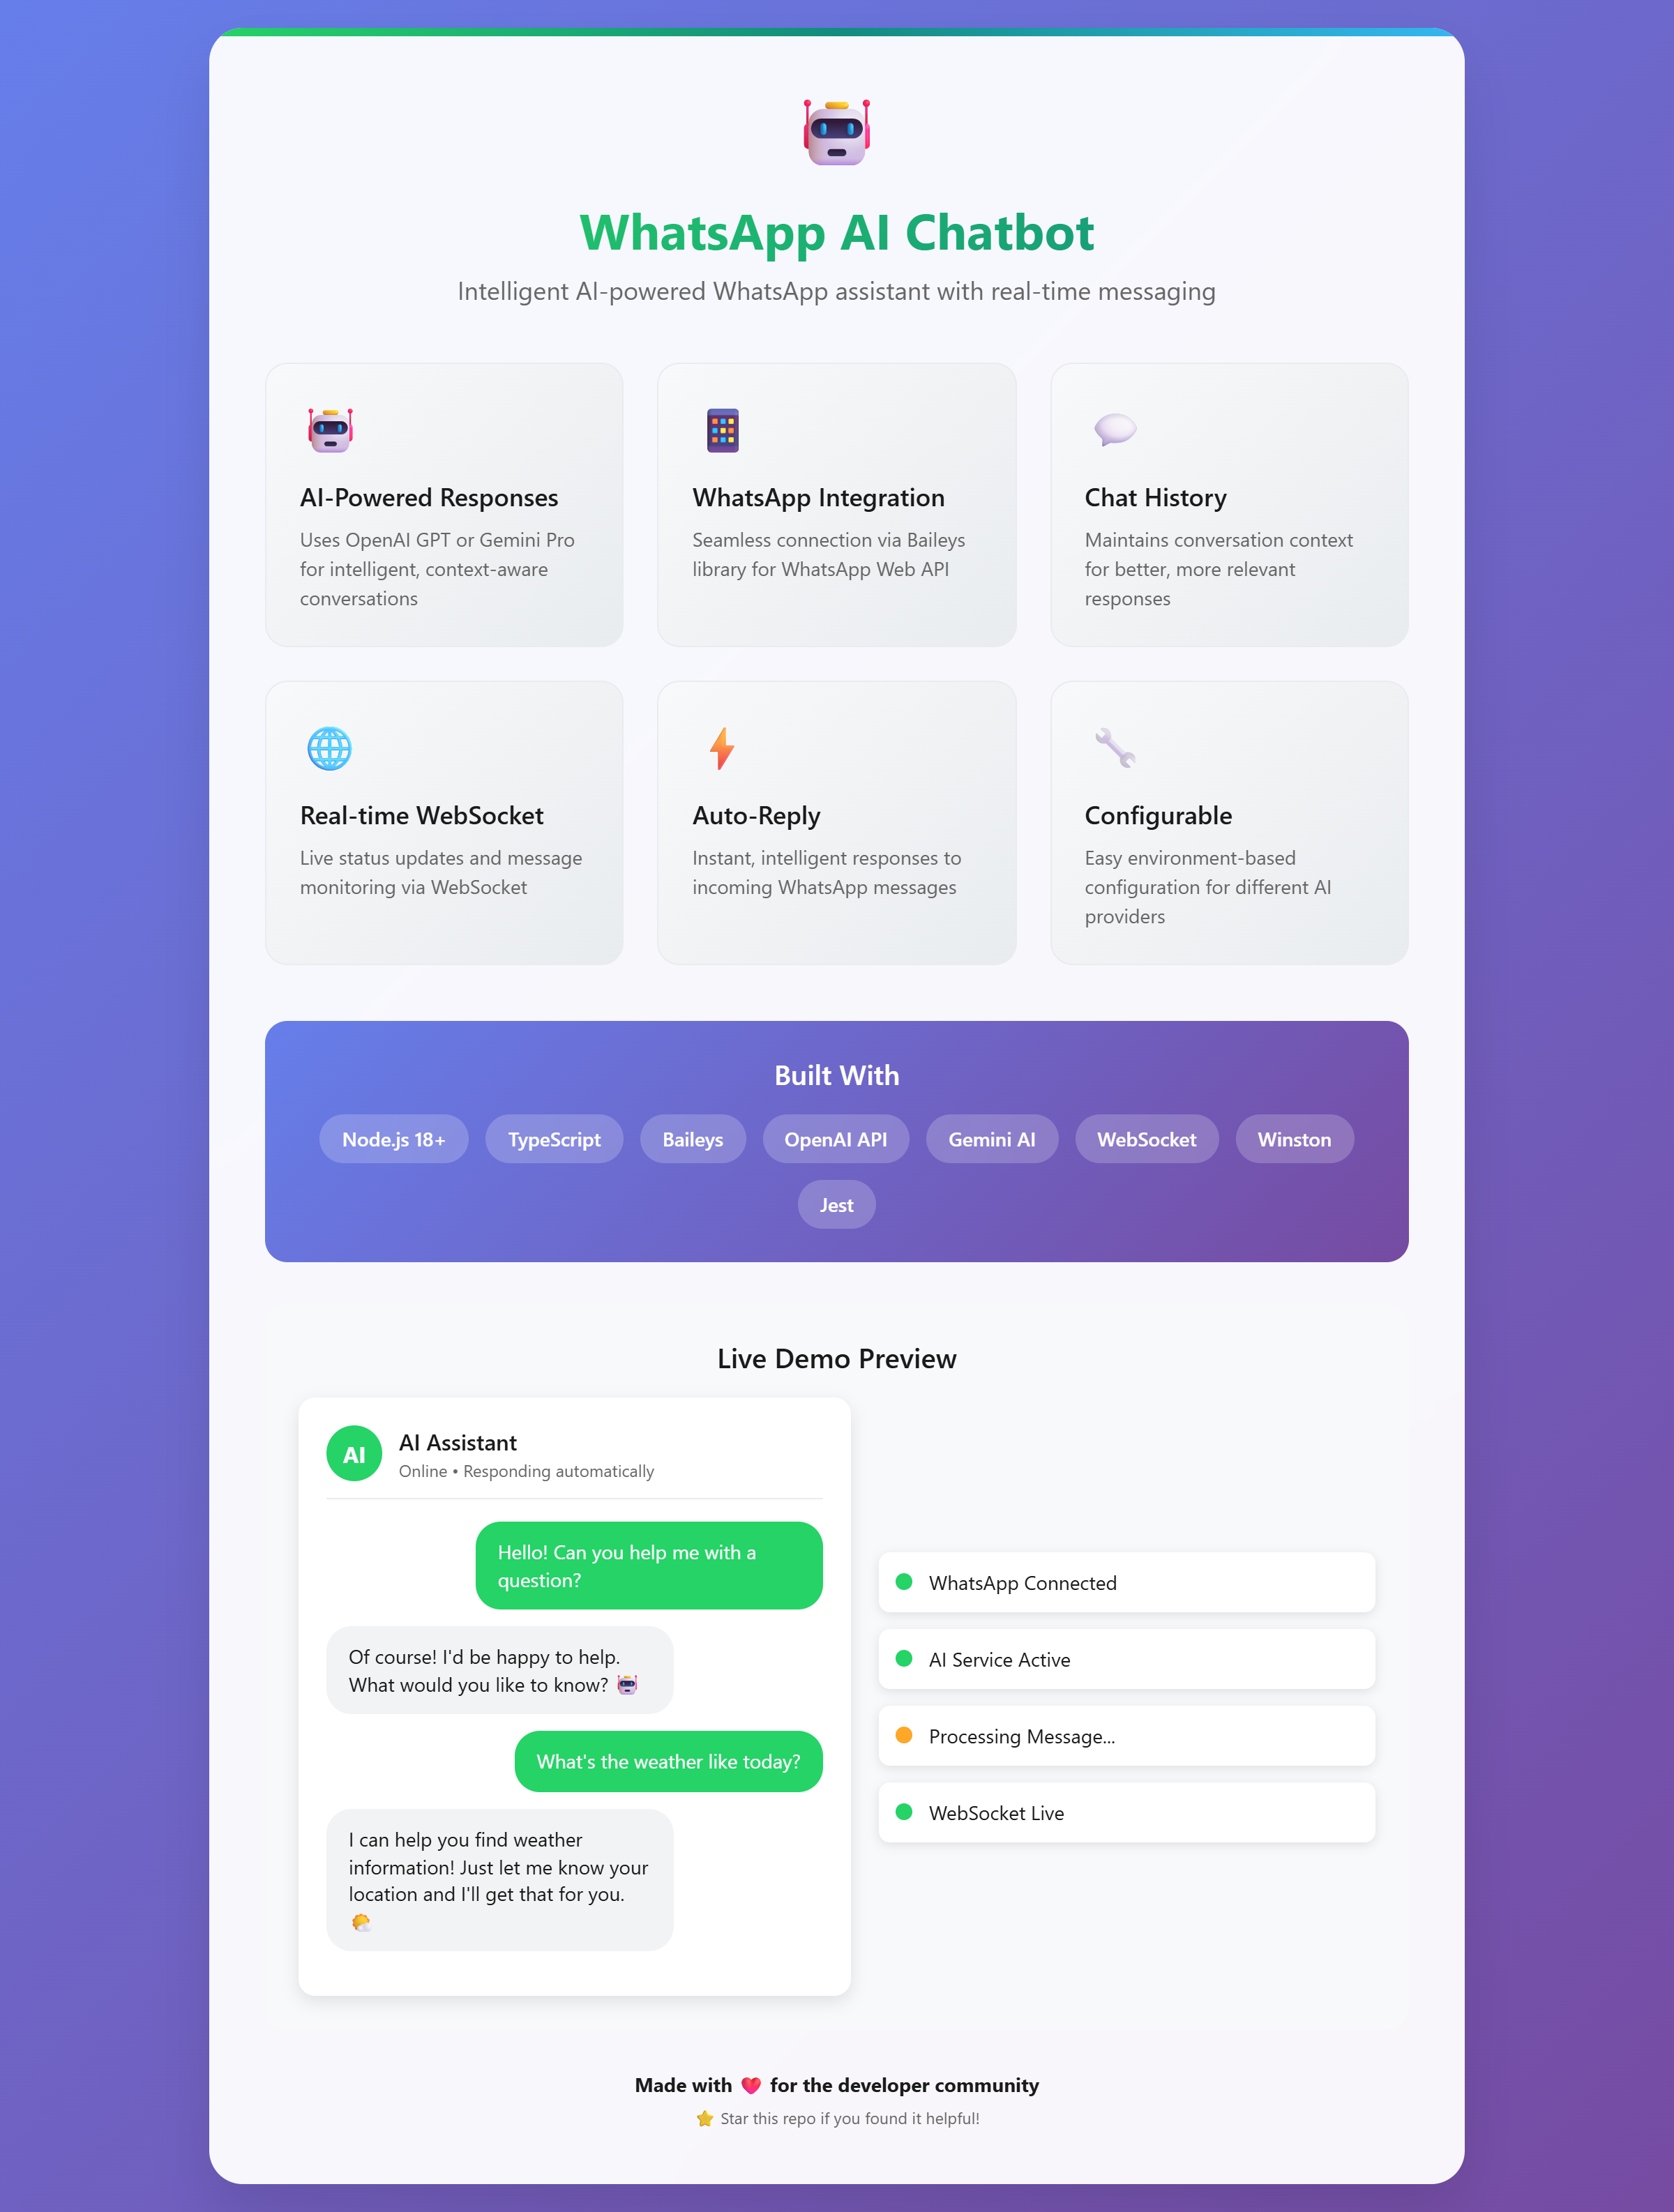 WhatsApp AI Chatbot
Intelligent AI-powered WhatsApp assistant with real-time messaging
AI-Powered Responses
Uses OpenAI GPT or Gemini Pro
for intelligent, context-aware
conversations
WhatsApp Integration
Seamless connection via Baileys
library for WhatsApp Web API
Chat History
Maintains conversation context
for better, more relevant
responses
Real-time WebSocket
Live status updates and message
monitoring via WebSocket
Auto-Reply
Instant, intelligent responses to
incoming WhatsApp messages
Configurable
Easy environment-based
configuration for different AI
providers
Built With
Node.js 18+ TypeScript Baileys OpenAI API Gemini AI WebSocket Winston
Jest
Live Demo Preview
AI
AI Assistant
Online • Responding automatically
Hello! Can you help me with a
question?
Of course! I'd be happy to help.
What would you like to know? 🤖
What's the weather like today?
I can help you find weather
information! Just let me know your
location and I'll get that for you.
🌤️
WhatsApp Connected
AI Service Active
Processing Message...
WebSocket Live
Made with ❤️ for the developer community
⭐ Star this repo if you found it helpful!